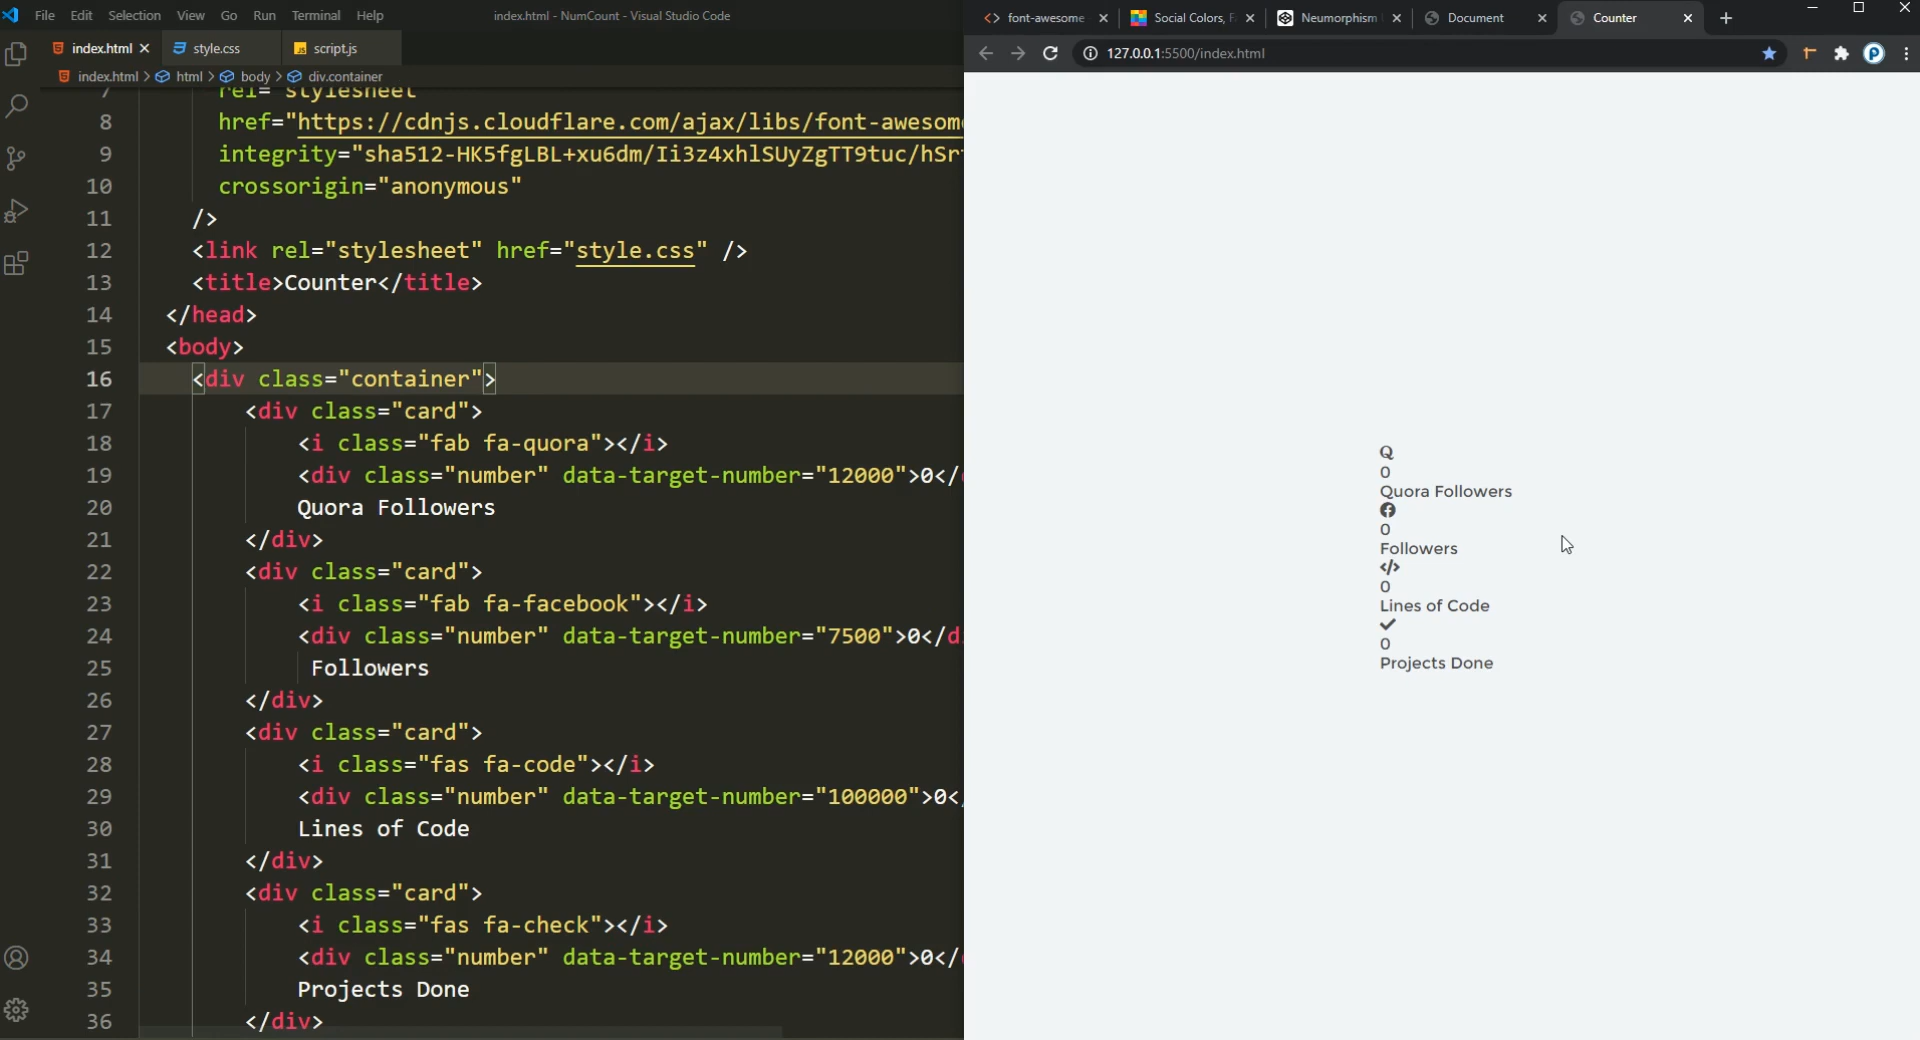 File Edit Selection View Go Run Terminal Help
index.html - NumCount - Visual Studio Code
index.html style.css script.js
index.html > html > body > div.container
7 rel="stylesheet"
8 href="https://cdnjs.cloudflare.com/ajax/libs/font-awesom
9 integrity="sha512-HK5fgLBL+xu6dm/Ii3z4xhlSUyZgTT9tuc/hSr
10 crossorigin="anonymous"
11 />
12 <link rel="stylesheet" href="style.css" />
13 <title>Counter</title>
14 </head>
15 <body>
16 <div class="container">
17 <div class="card">
18 <i class="fab fa-quora"></i>
19 <div class="number" data-target-number="12000">0</
20 Quora Followers
21 </div>
22 <div class="card">
23 <i class="fab fa-facebook"></i>
24 <div class="number" data-target-number="7500">0</d
25 Followers
26 </div>
27 <div class="card">
28 <i class="fas fa-code"></i>
29 <div class="number" data-target-number="100000">0<
30 Lines of Code
31 </div>
32 <div class="card">
33 <i class="fas fa-check"></i>
34 <div class="number" data-target-number="12000">0</
35 Projects Done
36 </div>
font-awesome Social Colors, Neumorphism Document Counter
127.0.0.1:5500/index.html
0
Quora Followers
0
Followers
0
Lines of Code
0
Projects Done